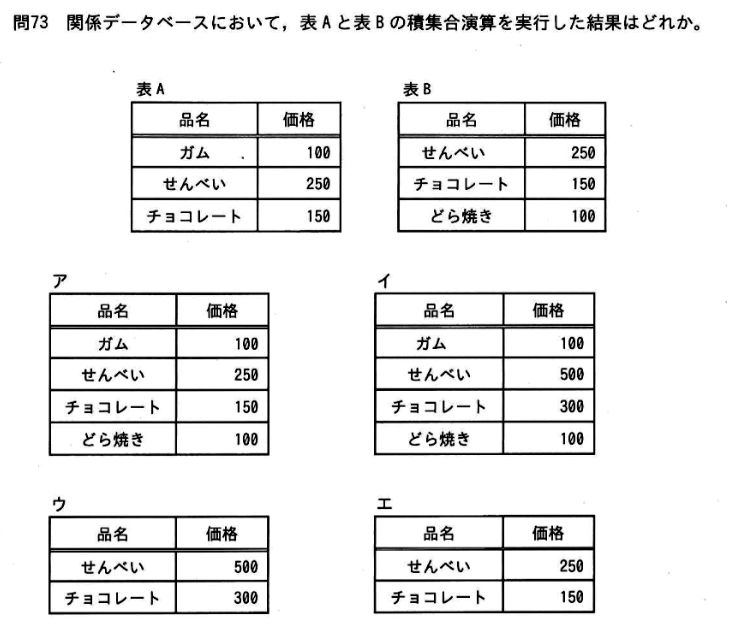 問73 関係データベースにおいて，表Aと表Bの積集合演算を実行した結果はどれか。
表A
品名 価格
ガム 100
せんべい 250
チョコレート 150
表B
品名 価格
せんべい 250
チョコレート 150
どら焼き 100
ア
品名 価格
ガム 100
せんべい 250
チョコレート 150
どら焼き 100
イ
品名 価格
ガム 100
せんべい 500
チョコレート 300
どら焼き 100
ウ
品名 価格
せんべい 500
チョコレート 300
エ
品名 価格
せんべい 250
チョコレート 150